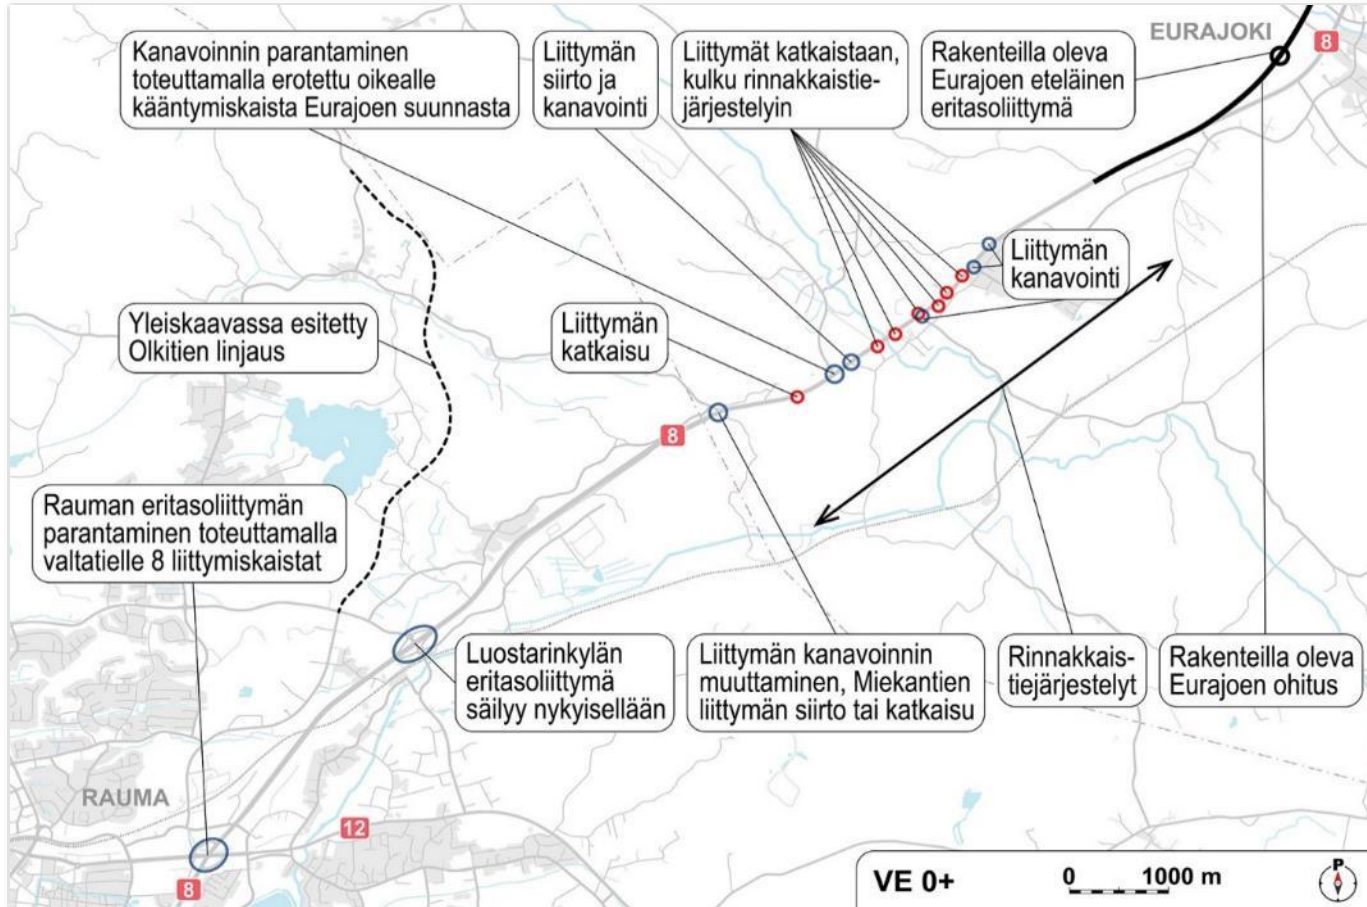 EURAJOKI
8
Kanavoinnin parantaminen
toteuttamalla erotettu oikealle
kääntymiskaista Eurajoen suunnasta
Liittymän
siirto ja
kanavointi
Liittymät katkaistaan,
kulku rinnakkaistie-
järjestelyin
Rakenteilla oleva
Eurajoen eteläinen
eritasoliittymä
Liittymän
kanavointi
Yleiskaavassa esitetty
Olkitien linjaus
Liittymän
katkaisu
8
Rauman eritasoliittymän
parantaminen toteuttamalla
valtatielle 8 liittymiskaistat
Luostarinkylän
eritasoliittymä
säilyy nykyisellään
Liittymän kanavoinnin
muuttaminen, Miekantien
liittymän siirto tai katkaisu
Rinnakkais-
tiejärjestelyt
Rakenteilla oleva
Eurajoen ohitus
RAUMA
12
8
VE 0+
0 1000 m
P